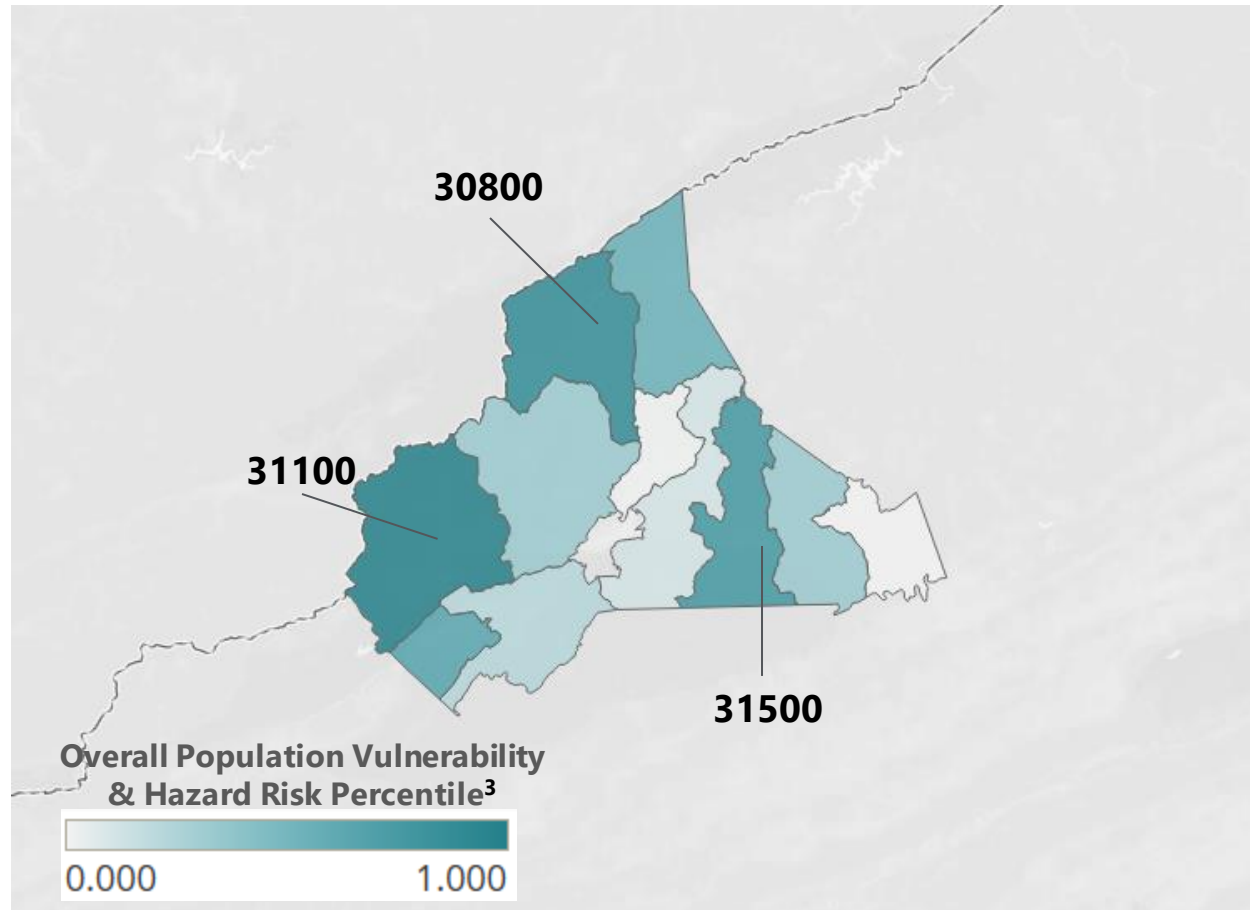 30800
31100
31500
Overall Population Vulnerability
& Hazard Risk Percentile³
0.000 1.000